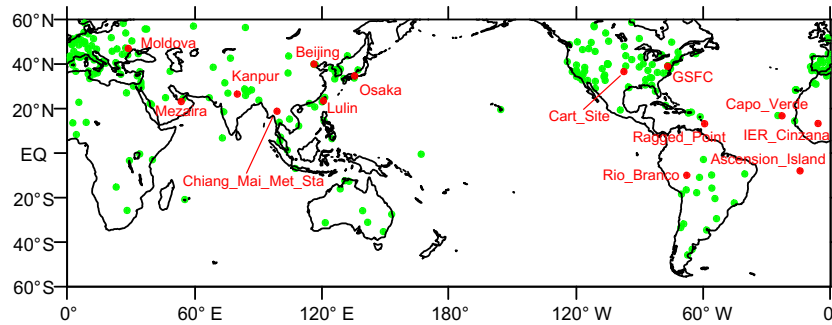 60°N
Moldova
Beijing
40°N
Kanpur
Osaka
GSFC
20°N
Mezaira
Lulin
Cart_Site
Capo_Verde
Ragged_Point
IER_Cinzana
EQ
Chiang_Mai_Met_Sta
Ascension_Island
Rio_Branco
20°S
40°S
60°S
0°
60° E
120° E
180°
120° W
60° W
0°